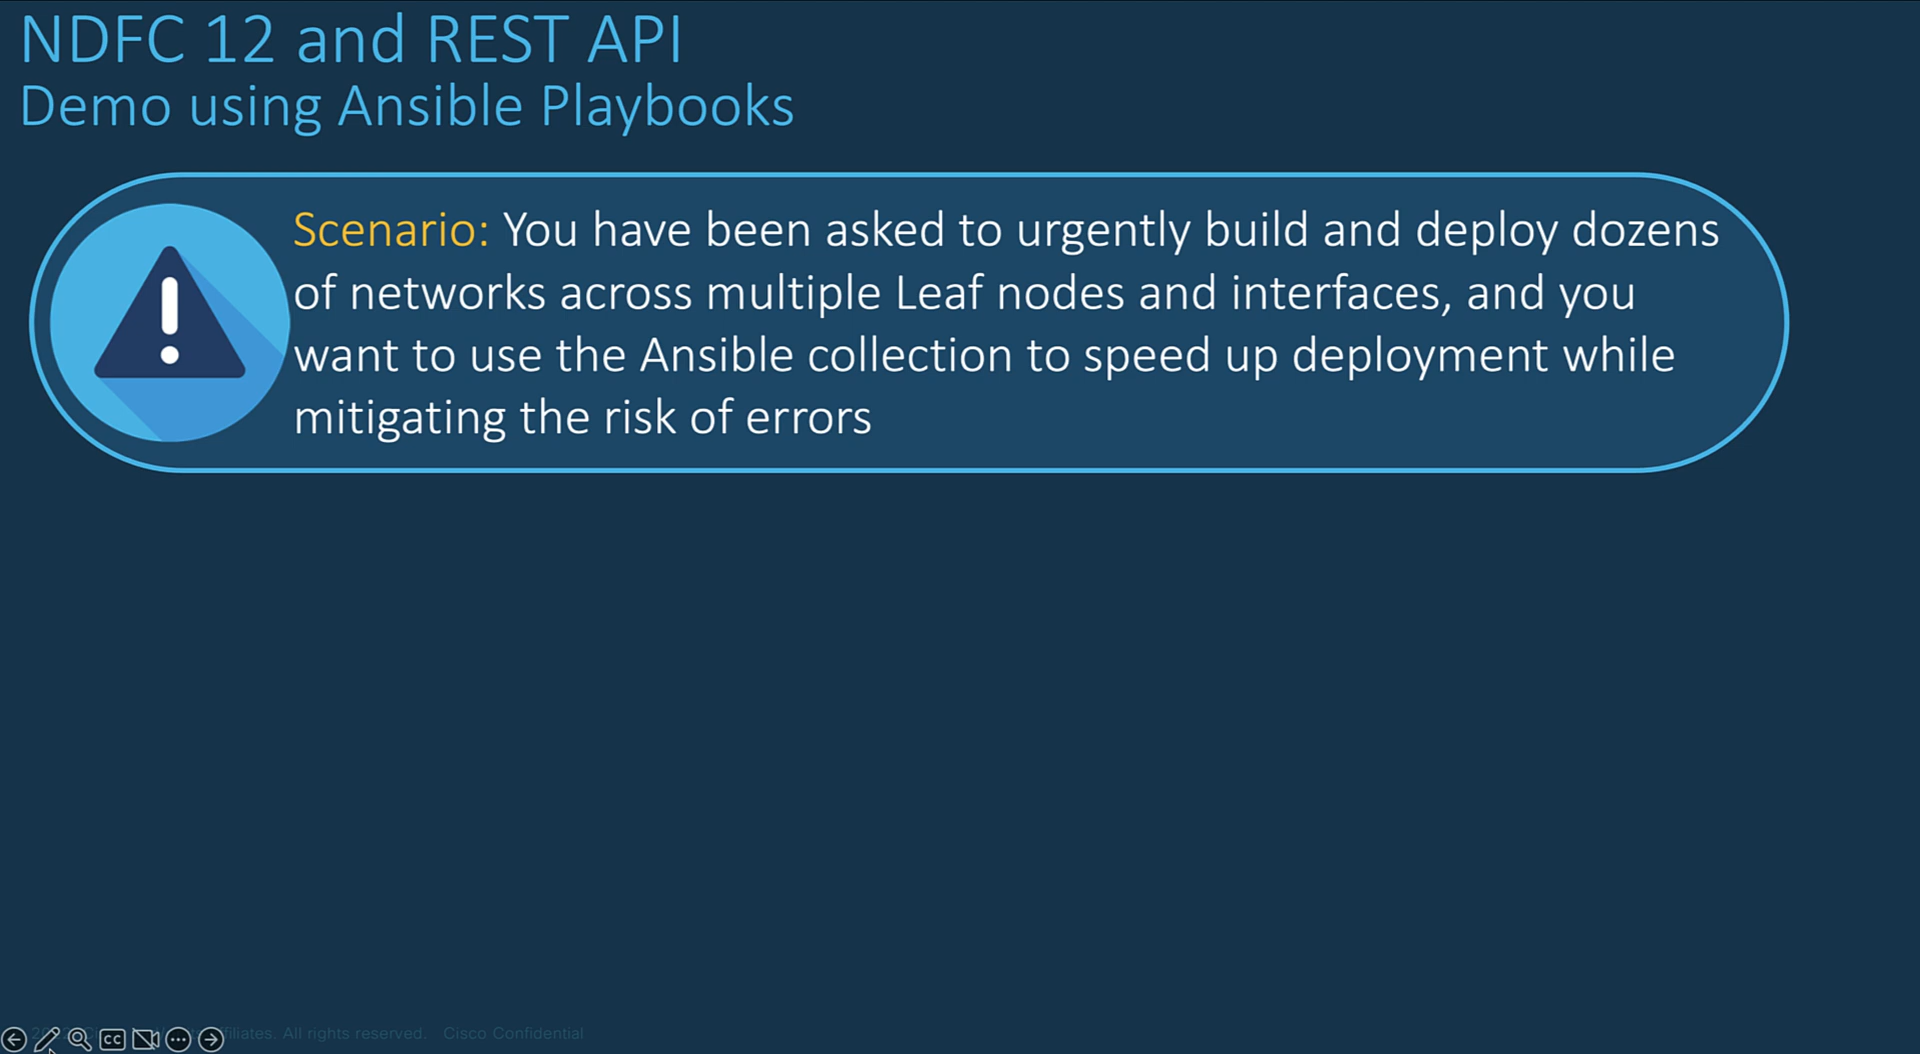 NDFC 12 and REST API
Demo using Ansible Playbooks
Scenario: You have been asked to urgently build and deploy dozens
of networks across multiple Leaf nodes and interfaces, and you
want to use the Ansible collection to speed up deployment while
mitigating the risk of errors
All rights reserved. Cisco Confidential
CC